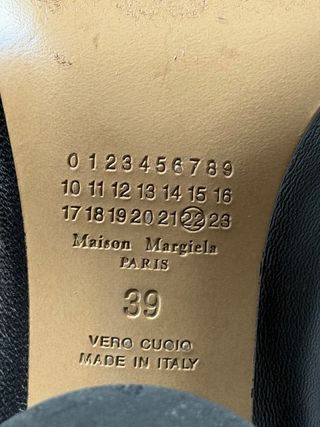 0 1 2 3 4 5 6 7 8 9
10 11 12 13 14 15 16
17 18 19 20 21 22 23
Maison Margiela
PARIS
39
VERO CUOIO
MADE IN ITALY